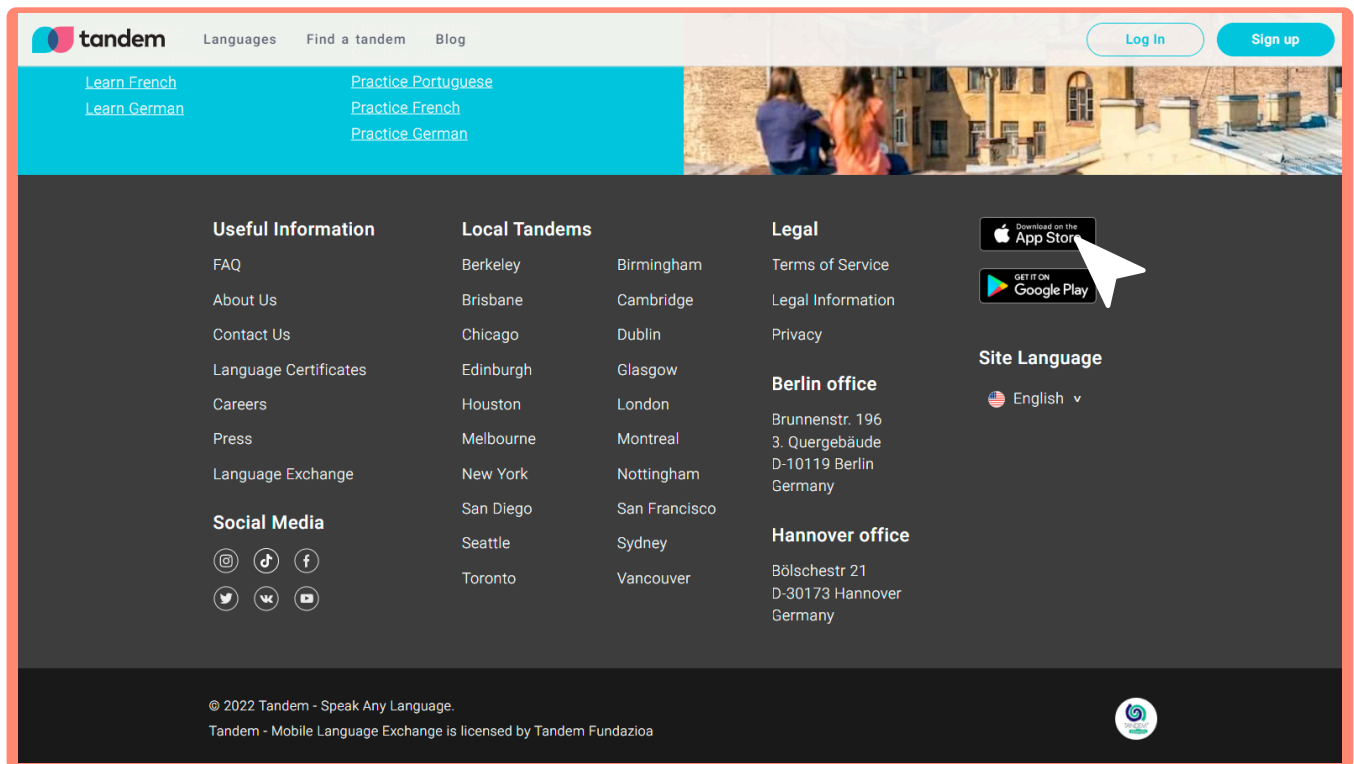 tandem
Languages
Find a tandem
Blog
Log In
Sign up
Learn French
Learn German
Practice Portuguese
Practice French
Practice German
Useful Information
FAQ
About Us
Contact Us
Language Certificates
Careers
Press
Language Exchange
Social Media
Local Tandems
Berkeley
Brisbane
Chicago
Edinburgh
Houston
Melbourne
New York
San Diego
Seattle
Toronto
Birmingham
Cambridge
Dublin
Glasgow
London
Montreal
Nottingham
San Francisco
Sydney
Vancouver
Legal
Terms of Service
Legal Information
Privacy
Berlin office
Brunnenstr. 196
3. Quergebäude
D-10119 Berlin
Germany
Hannover office
Bölschestr 21
D-30173 Hannover
Germany
Download on the
App Store
GET IT ON
Google Play
Site Language
English
© 2022 Tandem - Speak Any Language.
Tandem - Mobile Language Exchange is licensed by Tandem Fundazioa
TANDEM